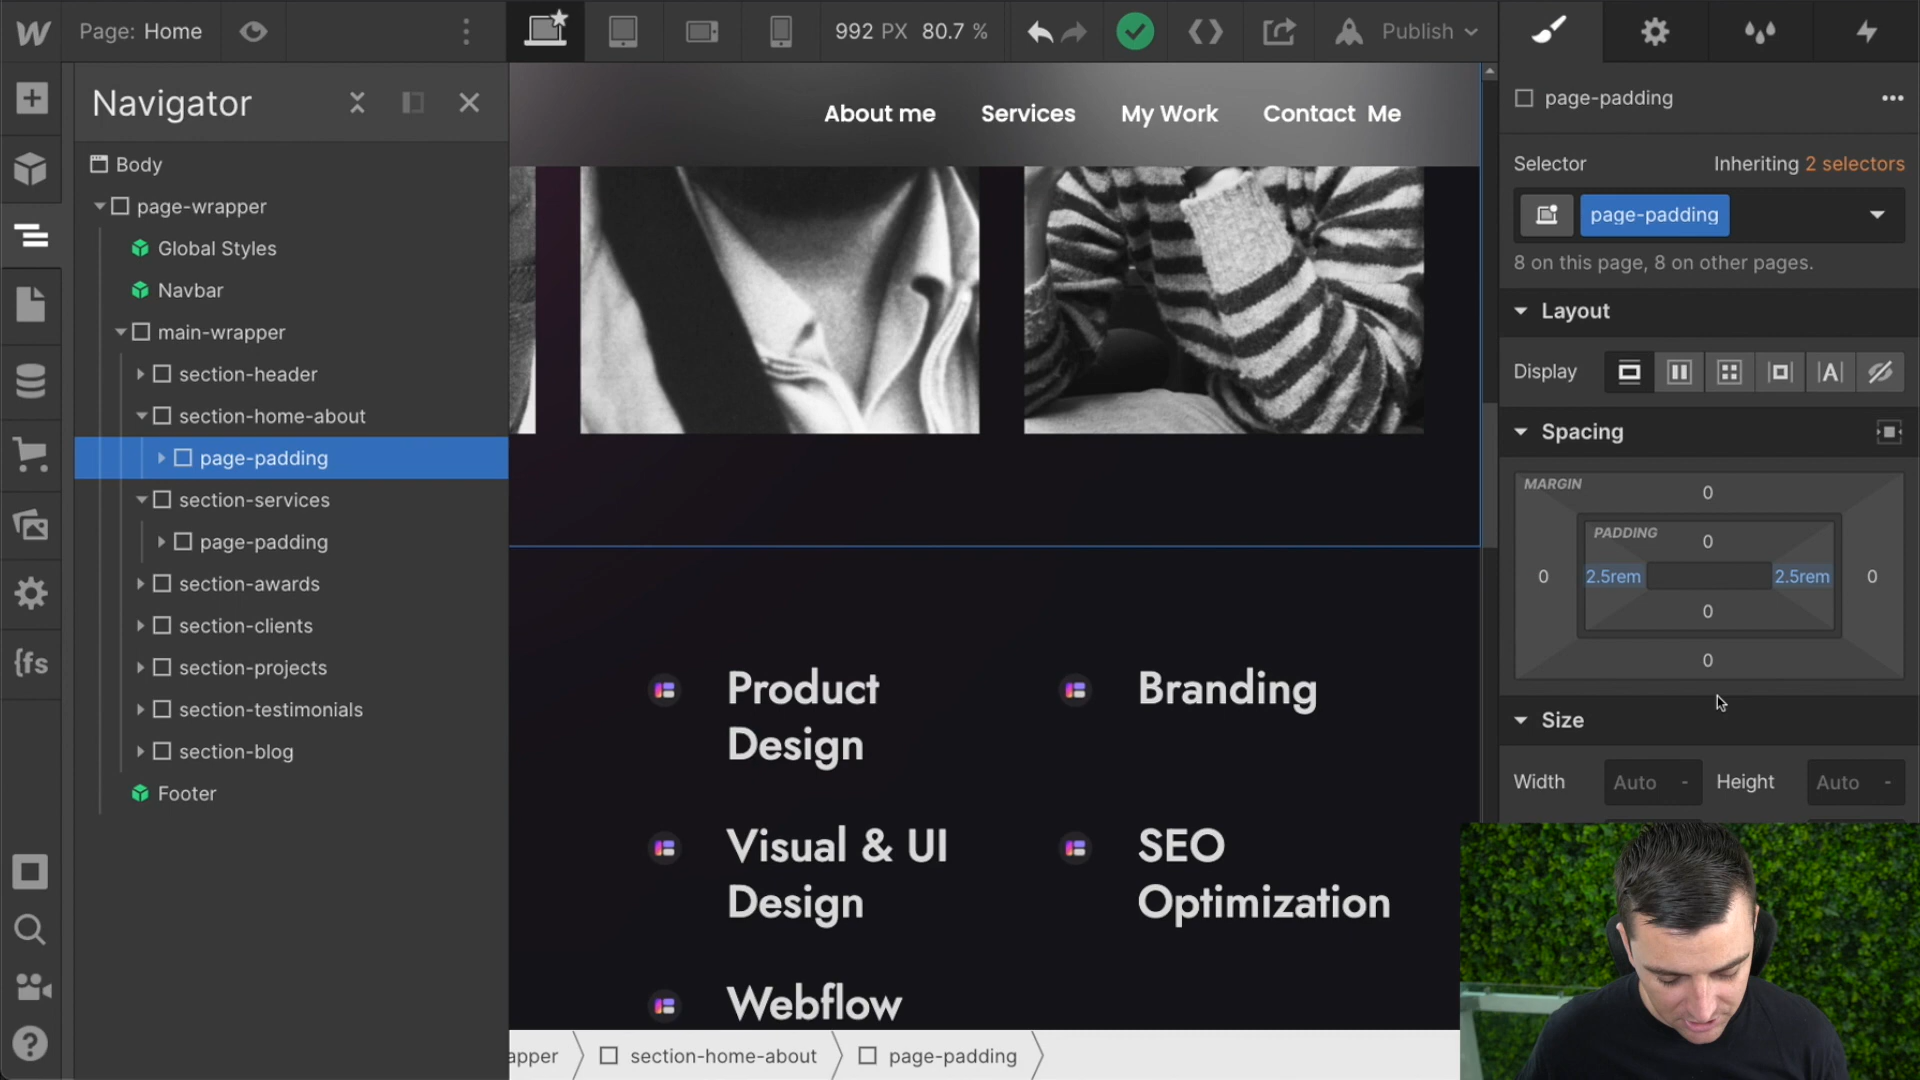 Page: Home
992 PX 80.7 %
Publish
Navigator
Body
page-wrapper
Global Styles
Navbar
main-wrapper
section-header
section-home-about
page-padding
section-services
page-padding
section-awards
section-clients
section-projects
section-testimonials
section-blog
Footer
{fs
About me
Services
My Work
Contact Me
Product
Design
Branding
Visual & UI
Design
SEO
Optimization
Webflow
apper
section-home-about
page-padding
page-padding
Selector
Inheriting 2 selectors
page-padding
8 on this page, 8 on other pages.
Layout
Display
Spacing
MARGIN
0
PADDING
0
0
2.5rem
2.5rem
0
0
0
Size
Width
Auto -
Height
Auto -